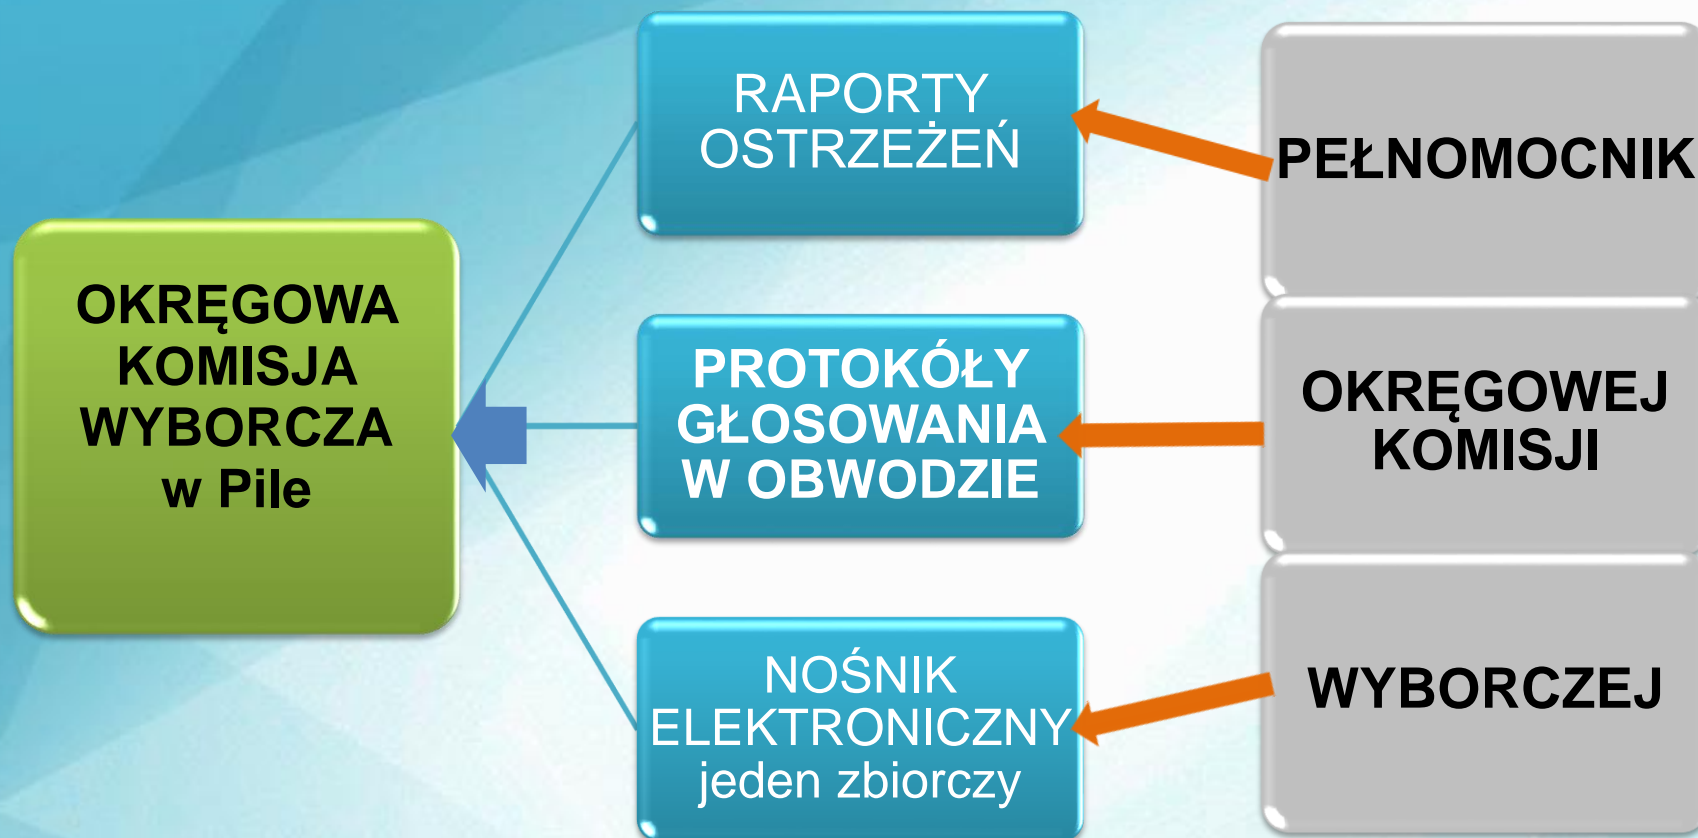 OKRĘGOWA
KOMISJA
WYBORCZA
w Pile
RAPORTY
OSTRZEŻEŃ
PROTOKÓŁY
GŁOSOWANIA
W OBWODZIE
NOŚNIK
ELEKTRONICZNY
jeden zbiorczy
PEŁNOMOCNIK
OKRĘGOWEJ
KOMISJI
WYBORCZEJ